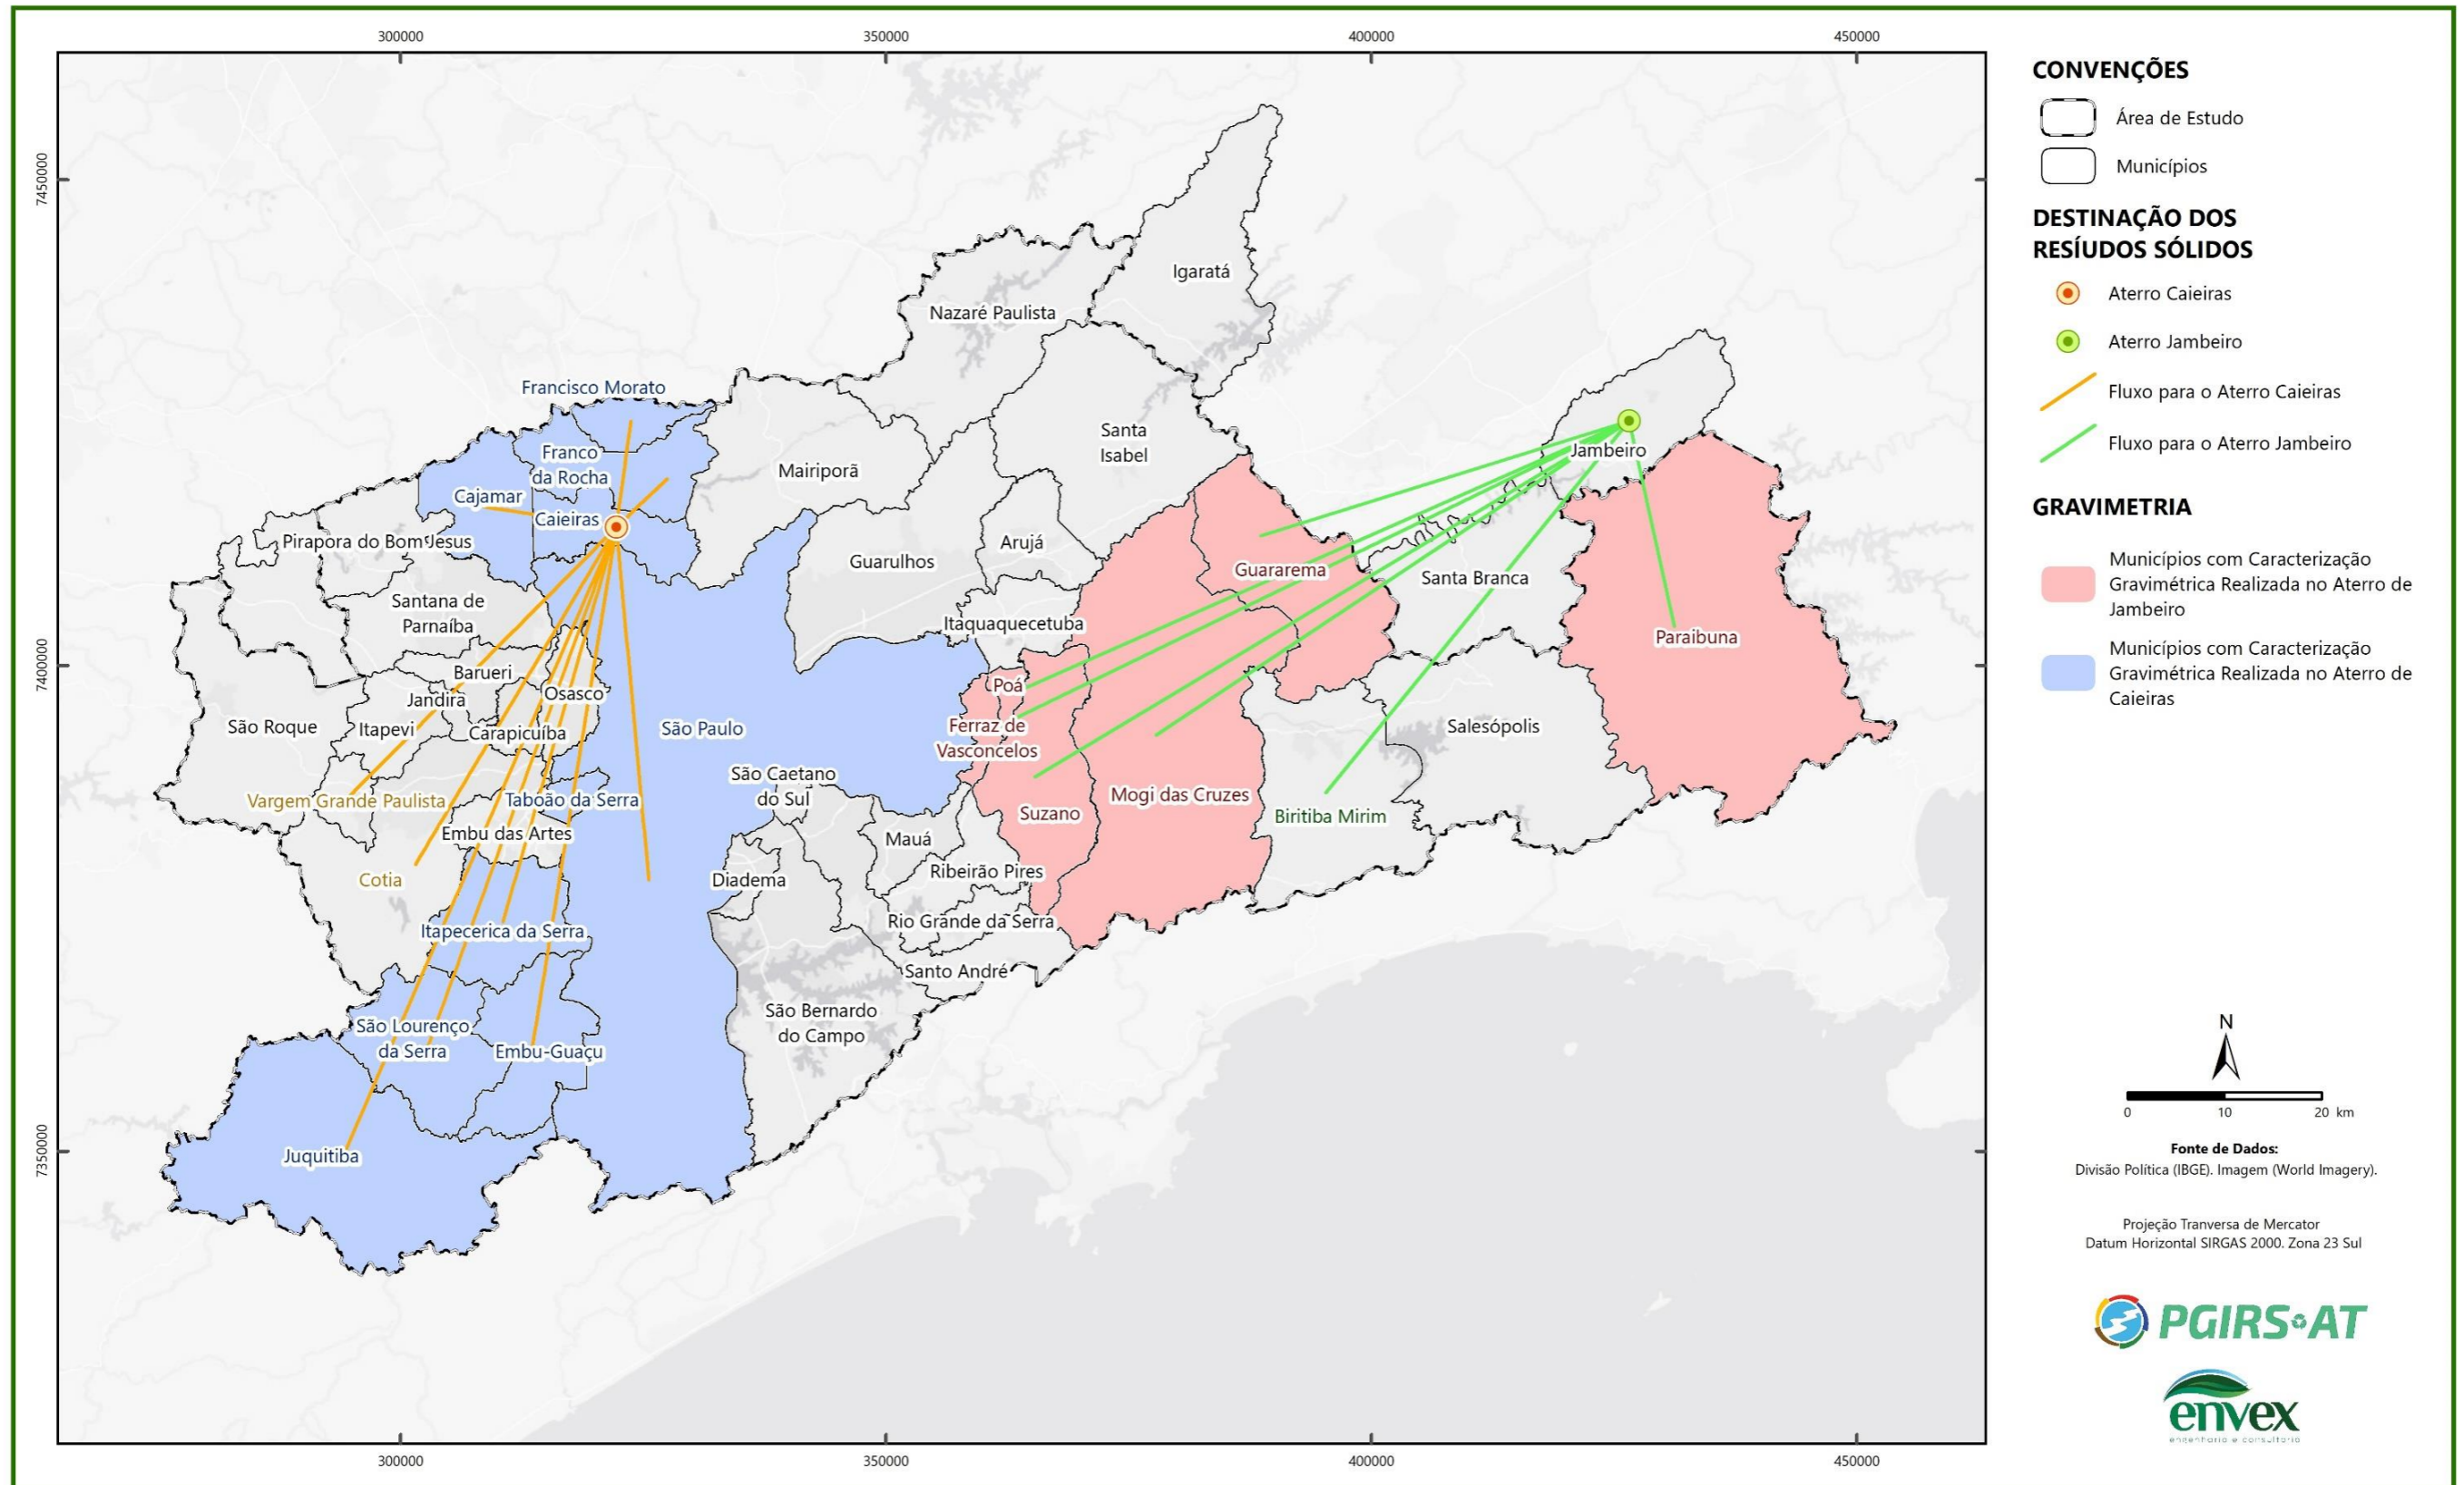 300000
350000
400000
450000
7450000
7400000
7350000
Igaratá
Nazaré Paulista
Francisco Morato
Santa
Isabel
Franco
da Rocha
Jambeiro
Mairiporã
Cajamar
Caieiras
Pirapora do Bom Jesus
Arujá
Guarulhos
Guararema
Santa Branca
Santana de
Parnaíba
Itaquaquecetuba
Paraibuna
Barueri
Poá
Osasco
Jandira
São Roque
Itapevi
Carapicuíba
São Paulo
Ferraz de
Vasconcelos
Salesópolis
São Caetano
do Sul
Vargem Grande Paulista
Taboão da Serra
Mogi das Cruzes
Suzano
Biritiba Mirim
Embu das Artes
Mauá
Ribeirão Pires
Cotia
Diadema
Rio Grande da Serra
Itapecerica da Serra
Santo André
São Bernardo
do Campo
São Lourenço
da Serra
Embu-Guaçu
Juquitiba
300000
350000
400000
450000
CONVENÇÕES
Área de Estudo
Municípios
DESTINAÇÃO DOS
RESÍUDOS SÓLIDOS
Aterro Caieiras
Aterro Jambeiro
Fluxo para o Aterro Caieiras
Fluxo para o Aterro Jambeiro
GRAVIMETRIA
Municípios com Caracterização
Gravimétrica Realizada no Aterro de
Jambeiro
Municípios com Caracterização
Gravimétrica Realizada no Aterro de
Caieiras
N
0 10 20 km
Fonte de Dados:
Divisão Política (IBGE). Imagem (World Imagery).
Projeção Tranversa de Mercator
Datum Horizontal SIRGAS 2000. Zona 23 Sul
PGIRS AT
envex
engenharia e consultoria